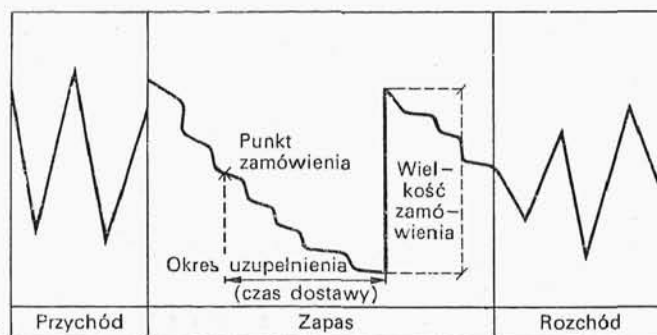 Punkt
zamówienia
Wiel-
kość
zamó-
wienia
Okres uzupełnienia
(czas dostawy)
Przychód
Zapas
Rozchód